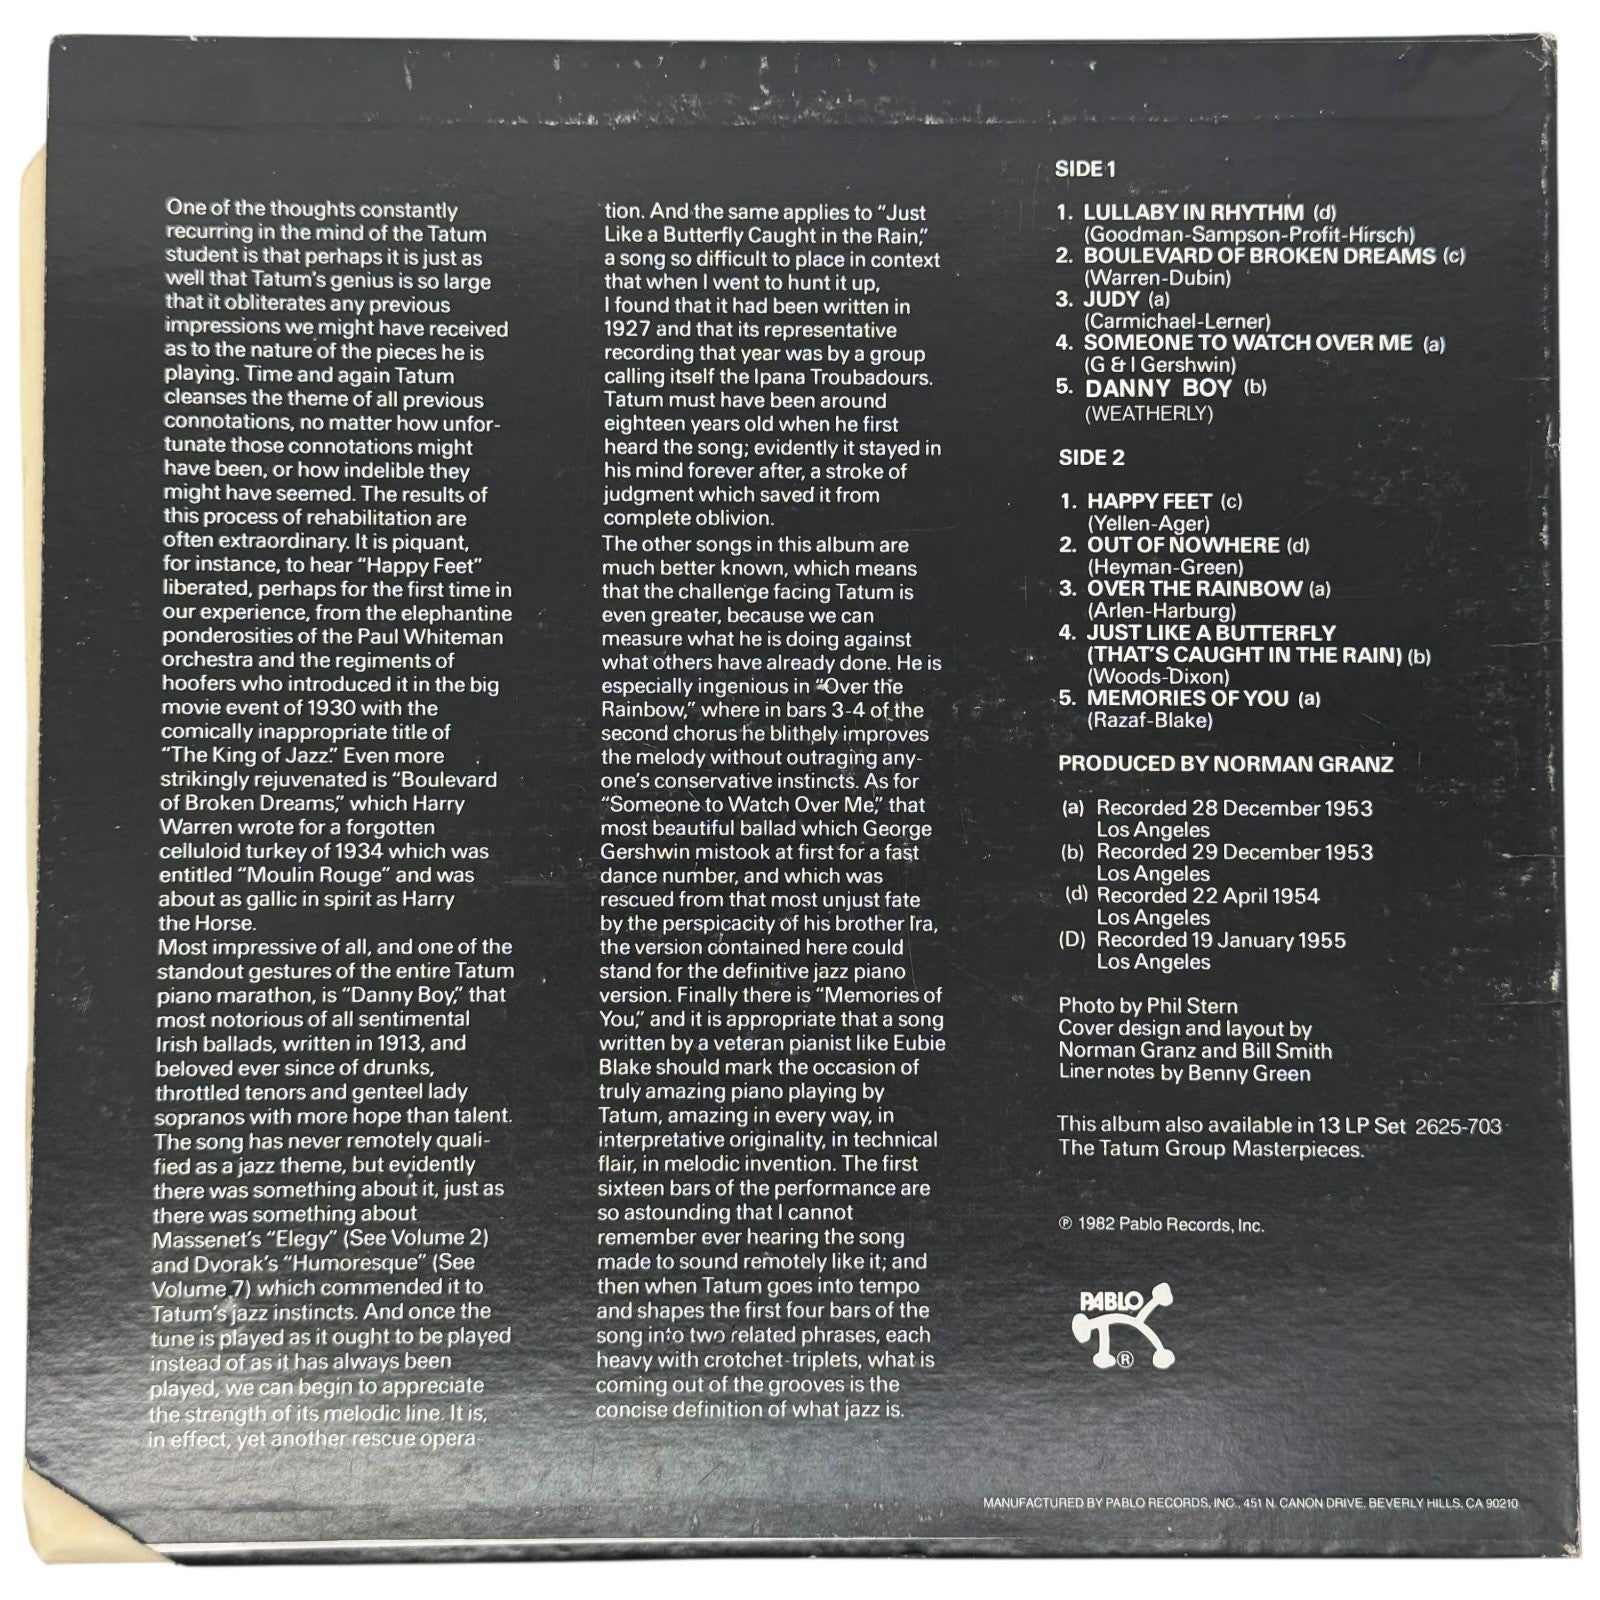 One of the thoughts constantly
recurring in the mind of the Tatum
student is that perhaps it is just as
well that Tatum's genius is so large
that it obliterates any previous
impressions we might have received
as to the nature of the pieces he is
playing. Time and again Tatum
cleanses the theme of all previous
connotations, no matter how unfor-
tunate those connotations might
have been, or how indelible they
might have seemed. The results of
this process of rehabilitation are
often extraordinary. It is piquant,
for instance, to hear "Happy Feet"
liberated, perhaps for the first time in
our experience, from the elephantine
ponderosities of the Paul Whiteman
orchestra and the regiments of
hoofers who introduced it in the big
movie event of 1930 with the
comically inappropriate title of
"The King of Jazz." Even more
strikingly rejuvenated is "Boulevard
of Broken Dreams," which Harry
Warren wrote for a forgotten
celluloid turkey of 1934 which was
entitled "Moulin Rouge" and was
about as gallic in spirit as Harry
the Horse.
Most impressive of all, and one of the
standout gestures of the entire Tatum
piano marathon, is "Danny Boy," that
most notorious of all sentimental
Irish ballads, written in 1913, and
beloved ever since of drunks,
throttled tenors and genteel lady
sopranos with more hope than talent.
The song has never remotely quali-
fied as a jazz theme, but evidently
there was something about it, just as
there was something about
Massenet's "Elegy" (See Volume 2)
and Dvorak's "Humoresque" (See
Volume 7) which commended it to
Tatum's jazz instincts. And once the
tune is played as it ought to be played
instead of as it has always been
played, we can begin to appreciate
the strength of its melodic line. It is,
in effect, yet another rescue opera-
tion. And the same applies to "Just
Like a Butterfly Caught in the Rain,"
a song so difficult to place in context
that when I went to hunt it up,
I found that it had been written in
1927 and that its representative
recording that year was by a group
calling itself the Ipana Troubadours.
Tatum must have been around
eighteen years old when he first
heard the song; evidently it stayed in
his mind forever after, a stroke of
judgment which saved it from
complete oblivion.
The other songs in this album are
much better known, which means
that the challenge facing Tatum is
even greater, because we can
measure what he is doing against
what others have already done. He is
especially ingenious in "Over the
Rainbow," where in bars 3-4 of the
second chorus he blithely improves
the melody without outraging any-
one's conservative instincts. As for
"Someone to Watch Over Me," that
most beautiful ballad which George
Gershwin mistook at first for a fast
dance number, and which was
rescued from that most unjust fate
by the perspicacity of his brother Ira,
the version contained here could
stand for the definitive jazz piano
version. Finally there is "Memories of
You," and it is appropriate that a song
written by a veteran pianist like Eubie
Blake should mark the occasion of
truly amazing piano playing by
Tatum, amazing in every way, in
interpretative originality, in technical
flair, in melodic invention. The first
sixteen bars of the performance are
so astounding that I cannot
remember ever hearing the song
made to sound remotely like it; and
then when Tatum goes into tempo
and shapes the first four bars of the
song into two related phrases, each
heavy with crotchet-triplets, what is
coming out of the grooves is the
concise definition of what jazz is.
SIDE 1
1. LULLABY IN RHYTHM (d)
(Goodman-Sampson-Profit-Hirsch)
2. BOULEVARD OF BROKEN DREAMS (c)
(Warren-Dubin)
3. JUDY (a)
(Carmichael-Lerner)
4. SOMEONE TO WATCH OVER ME (a)
(G & I Gershwin)
5. DANNY BOY (b)
(WEATHERLY)
SIDE 2
1. HAPPY FEET (c)
(Yellen-Ager)
2. OUT OF NOWHERE (d)
(Heyman-Green)
3. OVER THE RAINBOW (a)
(Arlen-Harburg)
4. JUST LIKE A BUTTERFLY
(THAT'S CAUGHT IN THE RAIN) (b)
(Woods-Dixon)
5. MEMORIES OF YOU (a)
(Razaf-Blake)
PRODUCED BY NORMAN GRANZ
(a) Recorded 28 December 1953
Los Angeles
(b) Recorded 29 December 1953
Los Angeles
(d) Recorded 22 April 1954
Los Angeles
(D) Recorded 19 January 1955
Los Angeles
Photo by Phil Stern
Cover design and layout by
Norman Granz and Bill Smith
Liner notes by Benny Green
This album also available in 13 LP Set 2625-703
The Tatum Group Masterpieces.
℗ 1982 Pablo Records, Inc.
PABLO
®
MANUFACTURED BY PABLO RECORDS, INC., 451 N. CANON DRIVE, BEVERLY HILLS, CA 90210